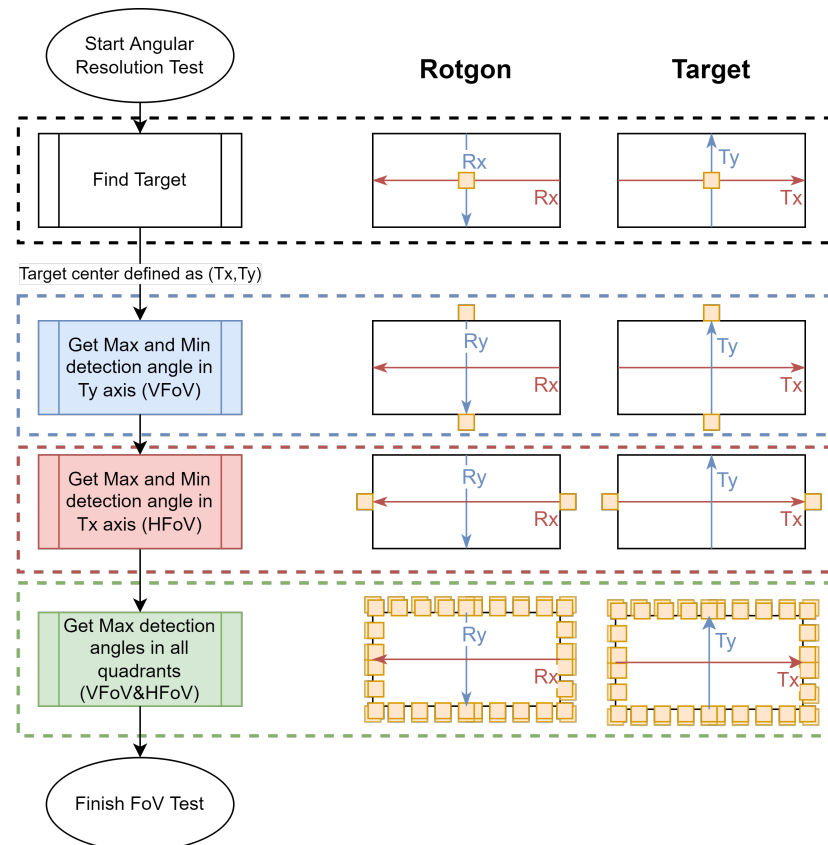 Start Angular
Resolution Test
Rotgon
Target
Find Target
Rx
Rx
Ty
Tx
Target center defined as (Tx,Ty)
Get Max and Min
detection angle in
Ty axis (VFoV)
Ry
Rx
Ty
Tx
Get Max and Min
detection angle in
Tx axis (HFoV)
Ry
Rx
Ty
Tx
Get Max detection
angles in all
quadrants
(VFoV&HFoV)
Ry
Rx
Ty
Tx
Finish FoV Test